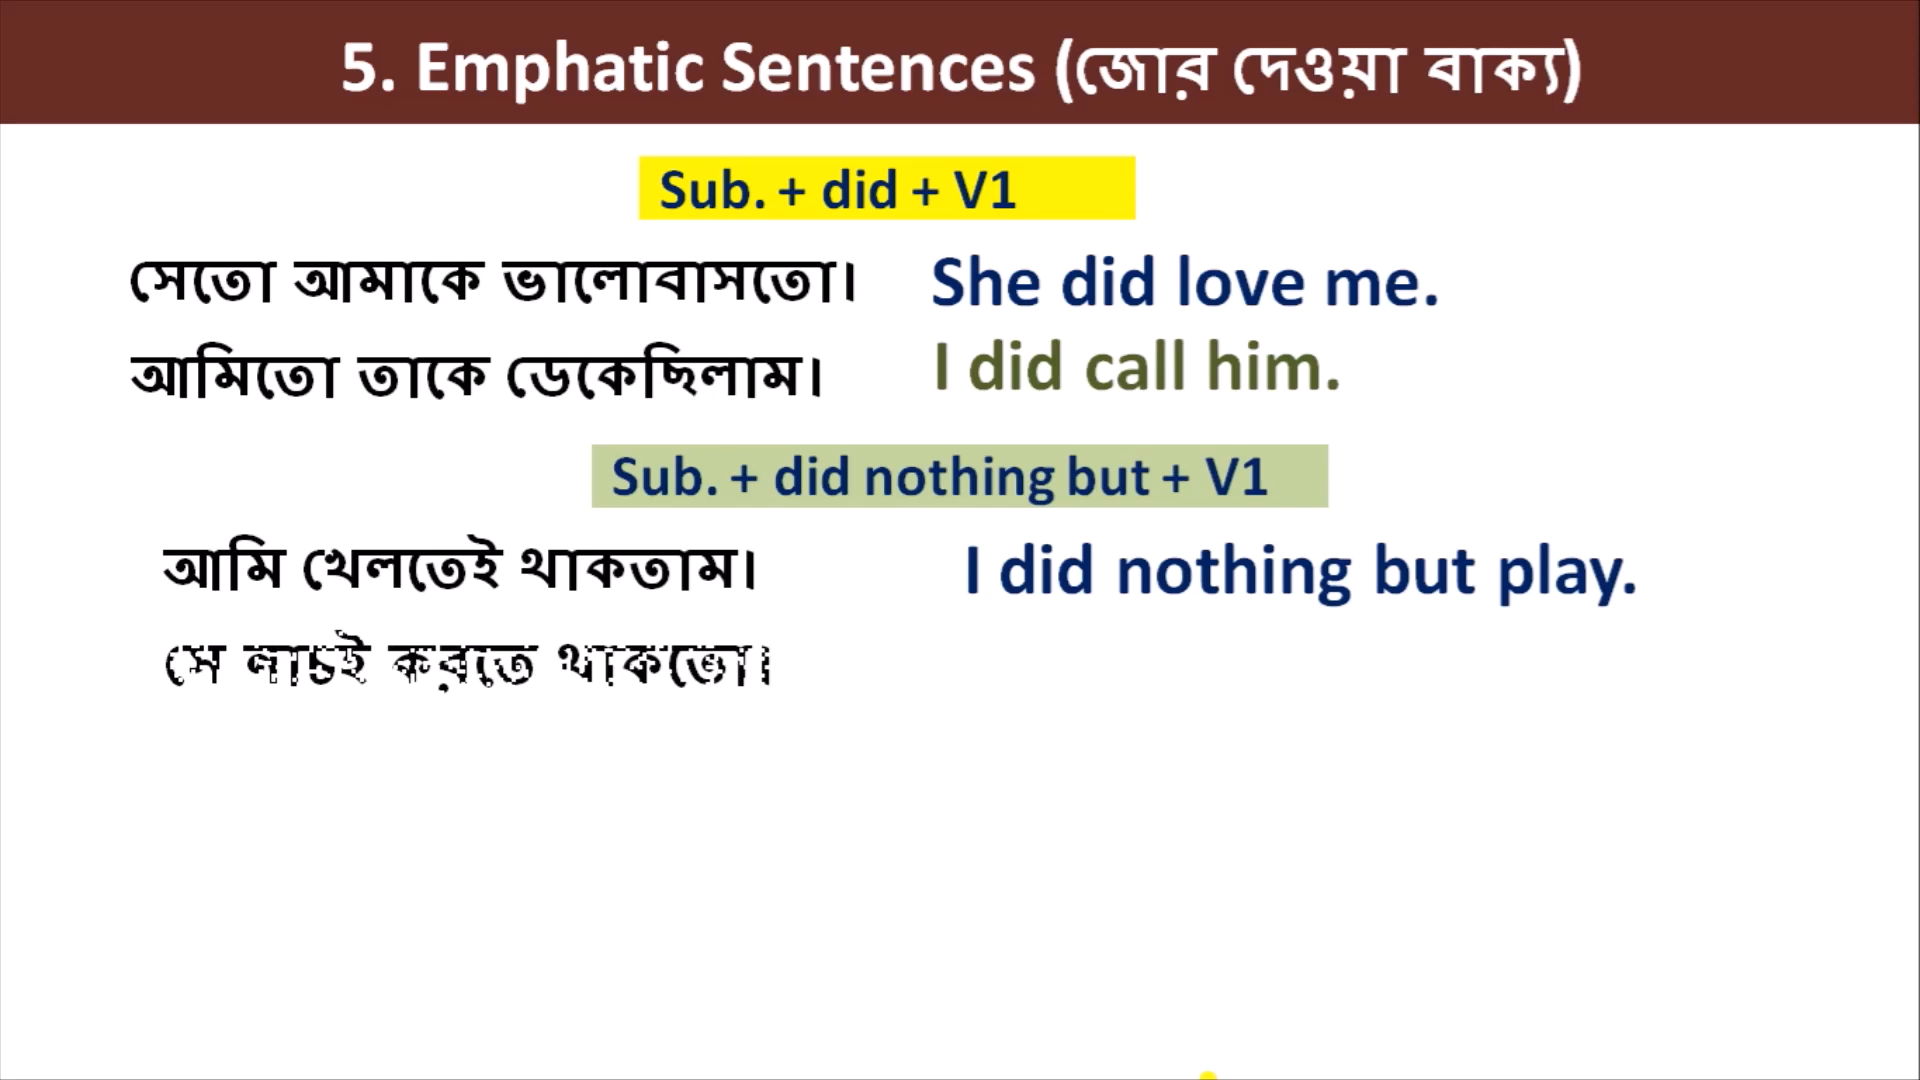 5. Emphatic Sentences (জোর দেওয়া বাক্য)
Sub. + did + V1
সেতো আমাকে ভালোবাসতো। She did love me.
আমিতো তাকে ডেকেছিলাম। I did call him.
Sub. + did nothing but + V1
আমি খেলতেই থাকতাম। I did nothing but play.
সে নাচই করতে থাকতো।